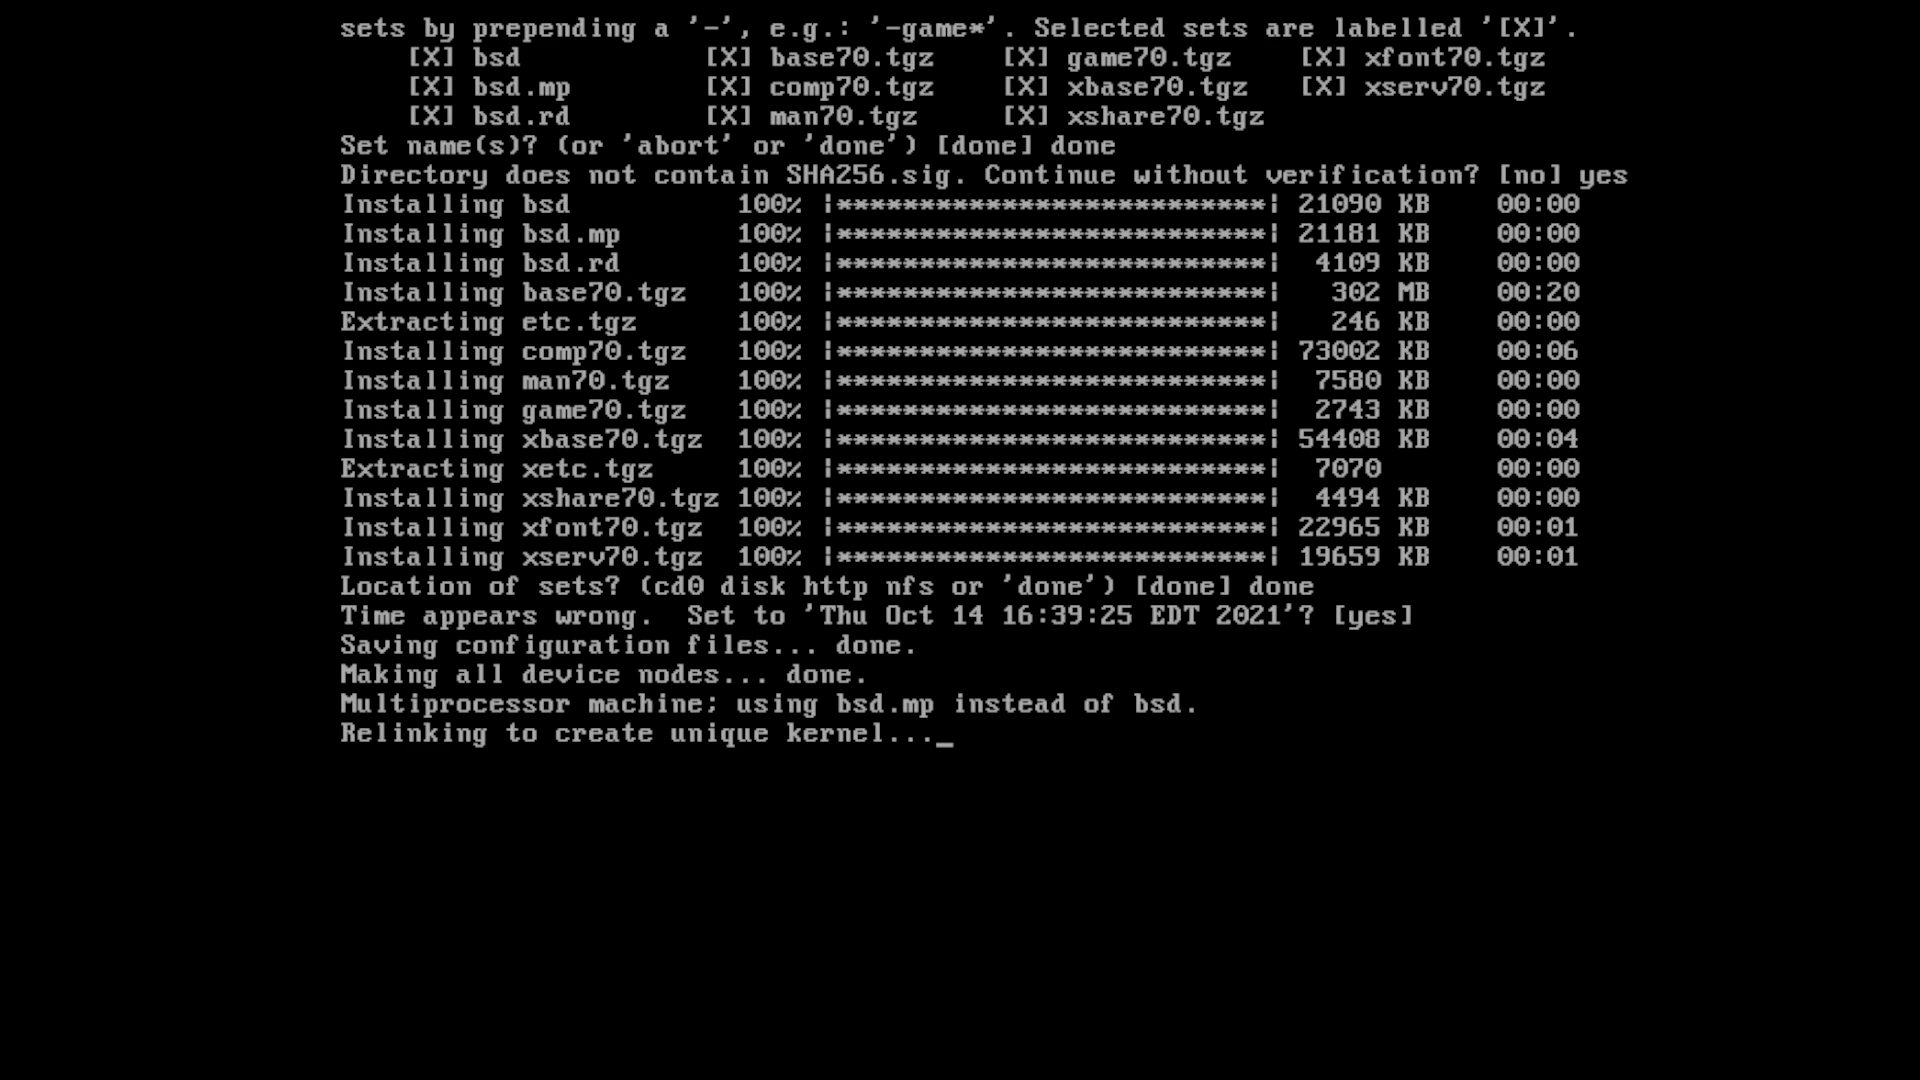 sets by prepending a '-', e.g.: '-game*'. Selected sets are labelled '[X]'.
[X] bsd [X] base70.tgz [X] game70.tgz [X] xfont70.tgz
[X] bsd.mp [X] comp70.tgz [X] xbase70.tgz [X] xserv70.tgz
[X] bsd.rd [X] man70.tgz [X] xshare70.tgz
Set name(s)? (or 'abort' or 'done') [done] done
Directory does not contain SHA256.sig. Continue without verification? [no] yes
Installing bsd 100% |**************************| 21090 KB 00:00
Installing bsd.mp 100% |**************************| 21181 KB 00:00
Installing bsd.rd 100% |**************************| 4109 KB 00:00
Installing base70.tgz 100% |**************************| 302 MB 00:20
Extracting etc.tgz 100% |**************************| 246 KB 00:00
Installing comp70.tgz 100% |**************************| 73002 KB 00:06
Installing man70.tgz 100% |**************************| 7580 KB 00:00
Installing game70.tgz 100% |**************************| 2743 KB 00:00
Installing xbase70.tgz 100% |**************************| 54408 KB 00:04
Extracting xetc.tgz 100% |**************************| 7070 00:00
Installing xshare70.tgz 100% |**************************| 4494 KB 00:00
Installing xfont70.tgz 100% |**************************| 22965 KB 00:01
Installing xserv70.tgz 100% |**************************| 19659 KB 00:01
Location of sets? (cd0 disk http nfs or 'done') [done] done
Time appears wrong.  Set to 'Thu Oct 14 16:39:25 EDT 2021'? [yes]
Saving configuration files... done.
Making all device nodes... done.
Multiprocessor machine; using bsd.mp instead of bsd.
Relinking to create unique kernel..._